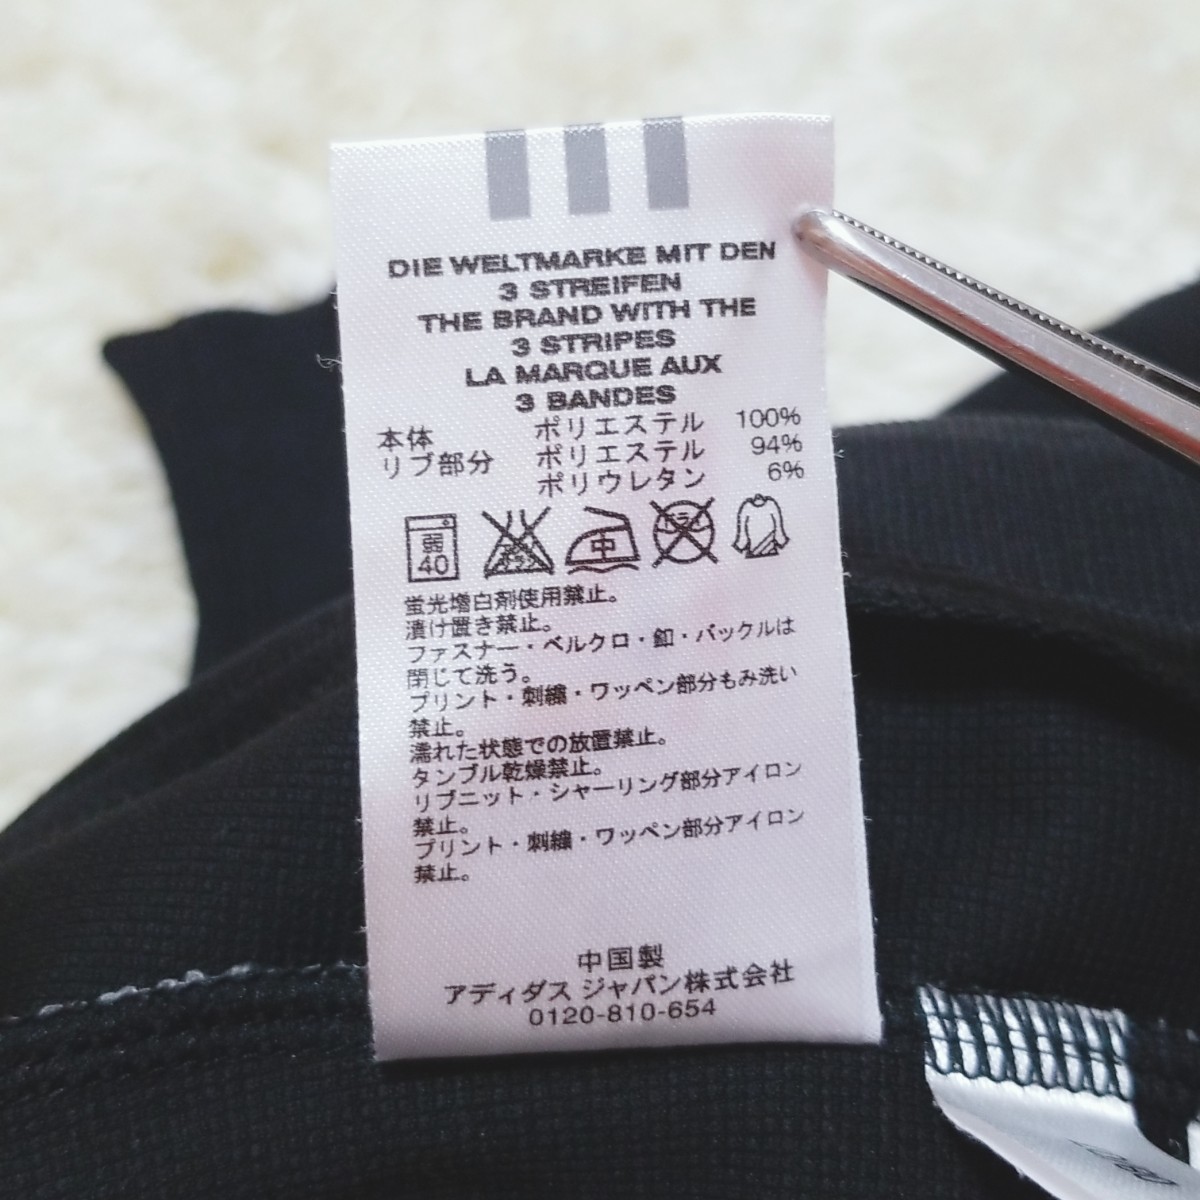 DIE WELTMARKE MIT DEN
3 STREIFEN
THE BRAND WITH THE
3 STRIPES
LA MARQUE AUX
3 BANDES
本体 ポリエステル 100%
リブ部分 ポリエステル 94%
ポリウレタン 6%
弱 40
中
蛍光増白剤使用禁止。
漬け置き禁止。
ファスナー・ベルクロ・釦・バックルは
閉じて洗う。
プリント・刺繍・ワッペン部分もみ洗い
禁止。
濡れた状態での放置禁止。
タンブル乾燥禁止。
リブニット・シャーリング部分アイロン
禁止。
プリント・刺繍・ワッペン部分アイロン
禁止。
中国製
アディダス ジャパン株式会社
0120-810-654